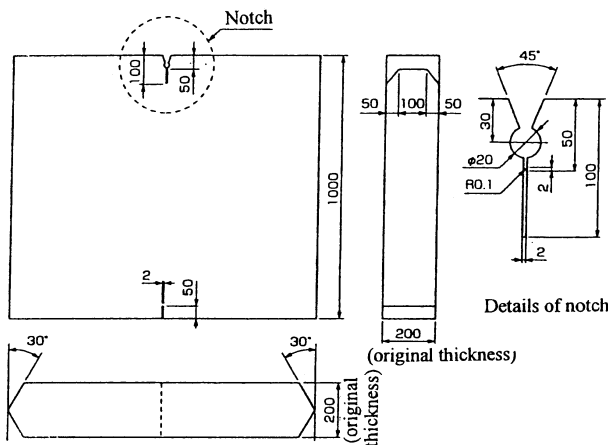 Notch
100
50
1000
2
50
50
100
50
200
(original thickness)
45°
30
ϕ20
R0.1
2
50
100
2
Details of notch
30°
30°
200
(original
thickness)